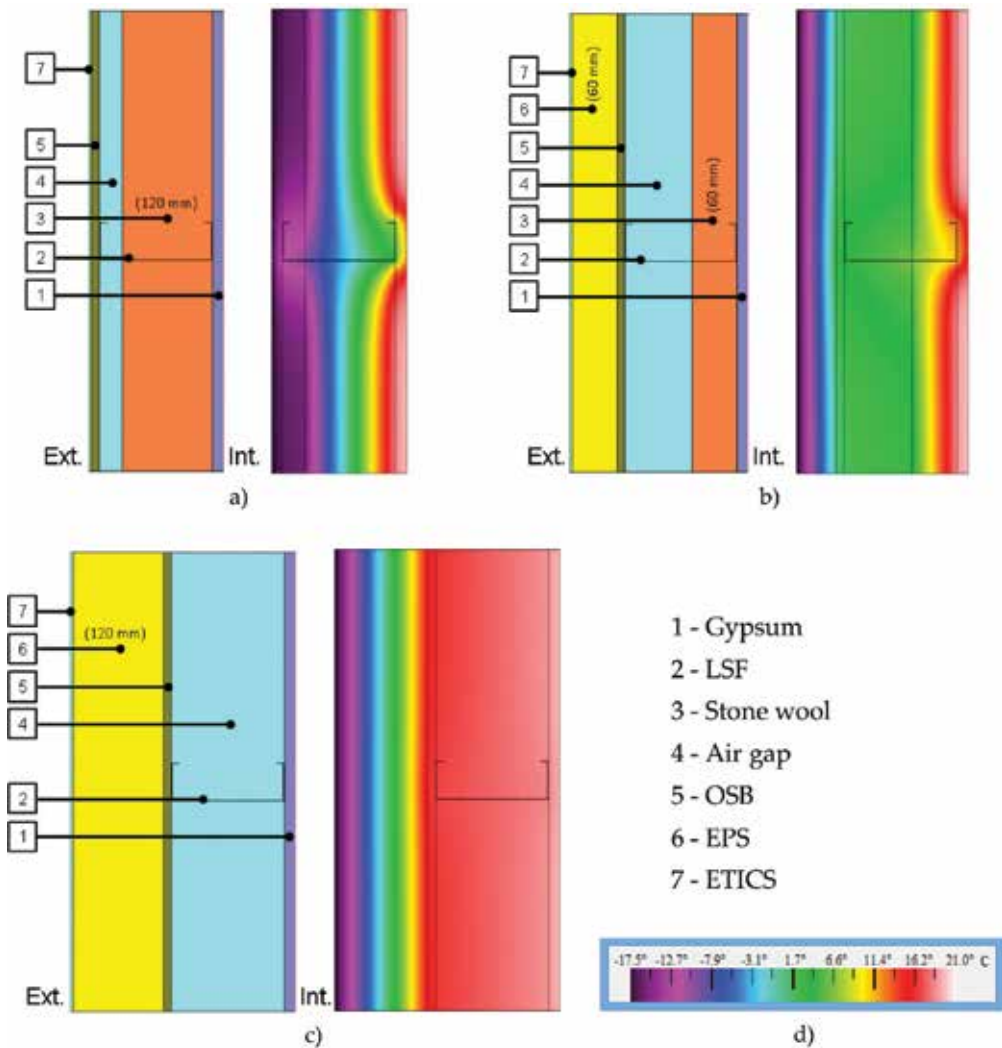 7
5
4
(120 mm)
3
2
1
Ext.
Int.
a)
7
(60 mm)
6
5
4
(60 mm)
3
2
1
Ext.
Int.
b)
7
(120 mm)
6
5
4
2
1
Ext.
Int.
c)
1 - Gypsum
2 - LSF
3 - Stone wool
4 - Air gap
5 - OSB
6 - EPS
7 - ETICS
-17.5° -12.7° -7.9° -3.1° 1.7° 6.6° 11.4° 16.2° 21.0° C
d)